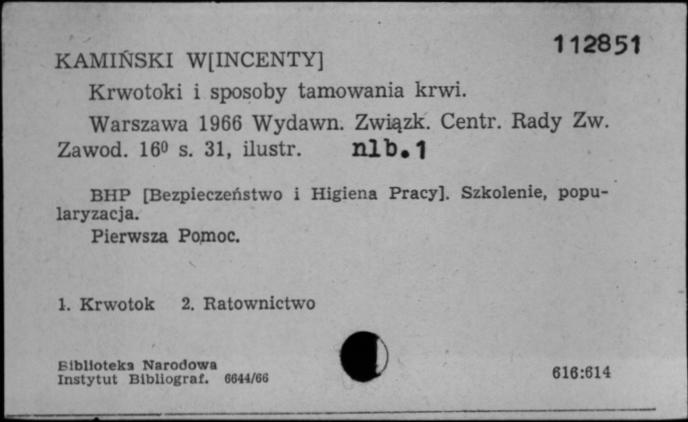 112851
KAMIŃSKI W[INCENTY]
Krwotoki i sposoby tamowania krwi.
Warszawa 1966 Wydawn. Związk. Centr. Rady Zw.
Zawod. 16⁰ s. 31, ilustr. nlb.1
BHP [Bezpieczeństwo i Higiena Pracy]. Szkolenie, popu-
laryzacja.
Pierwsza Pomoc.
1. Krwotok 2. Ratownictwo
Biblioteka Narodowa
Instytut Bibliograf. 6644/66
616:614